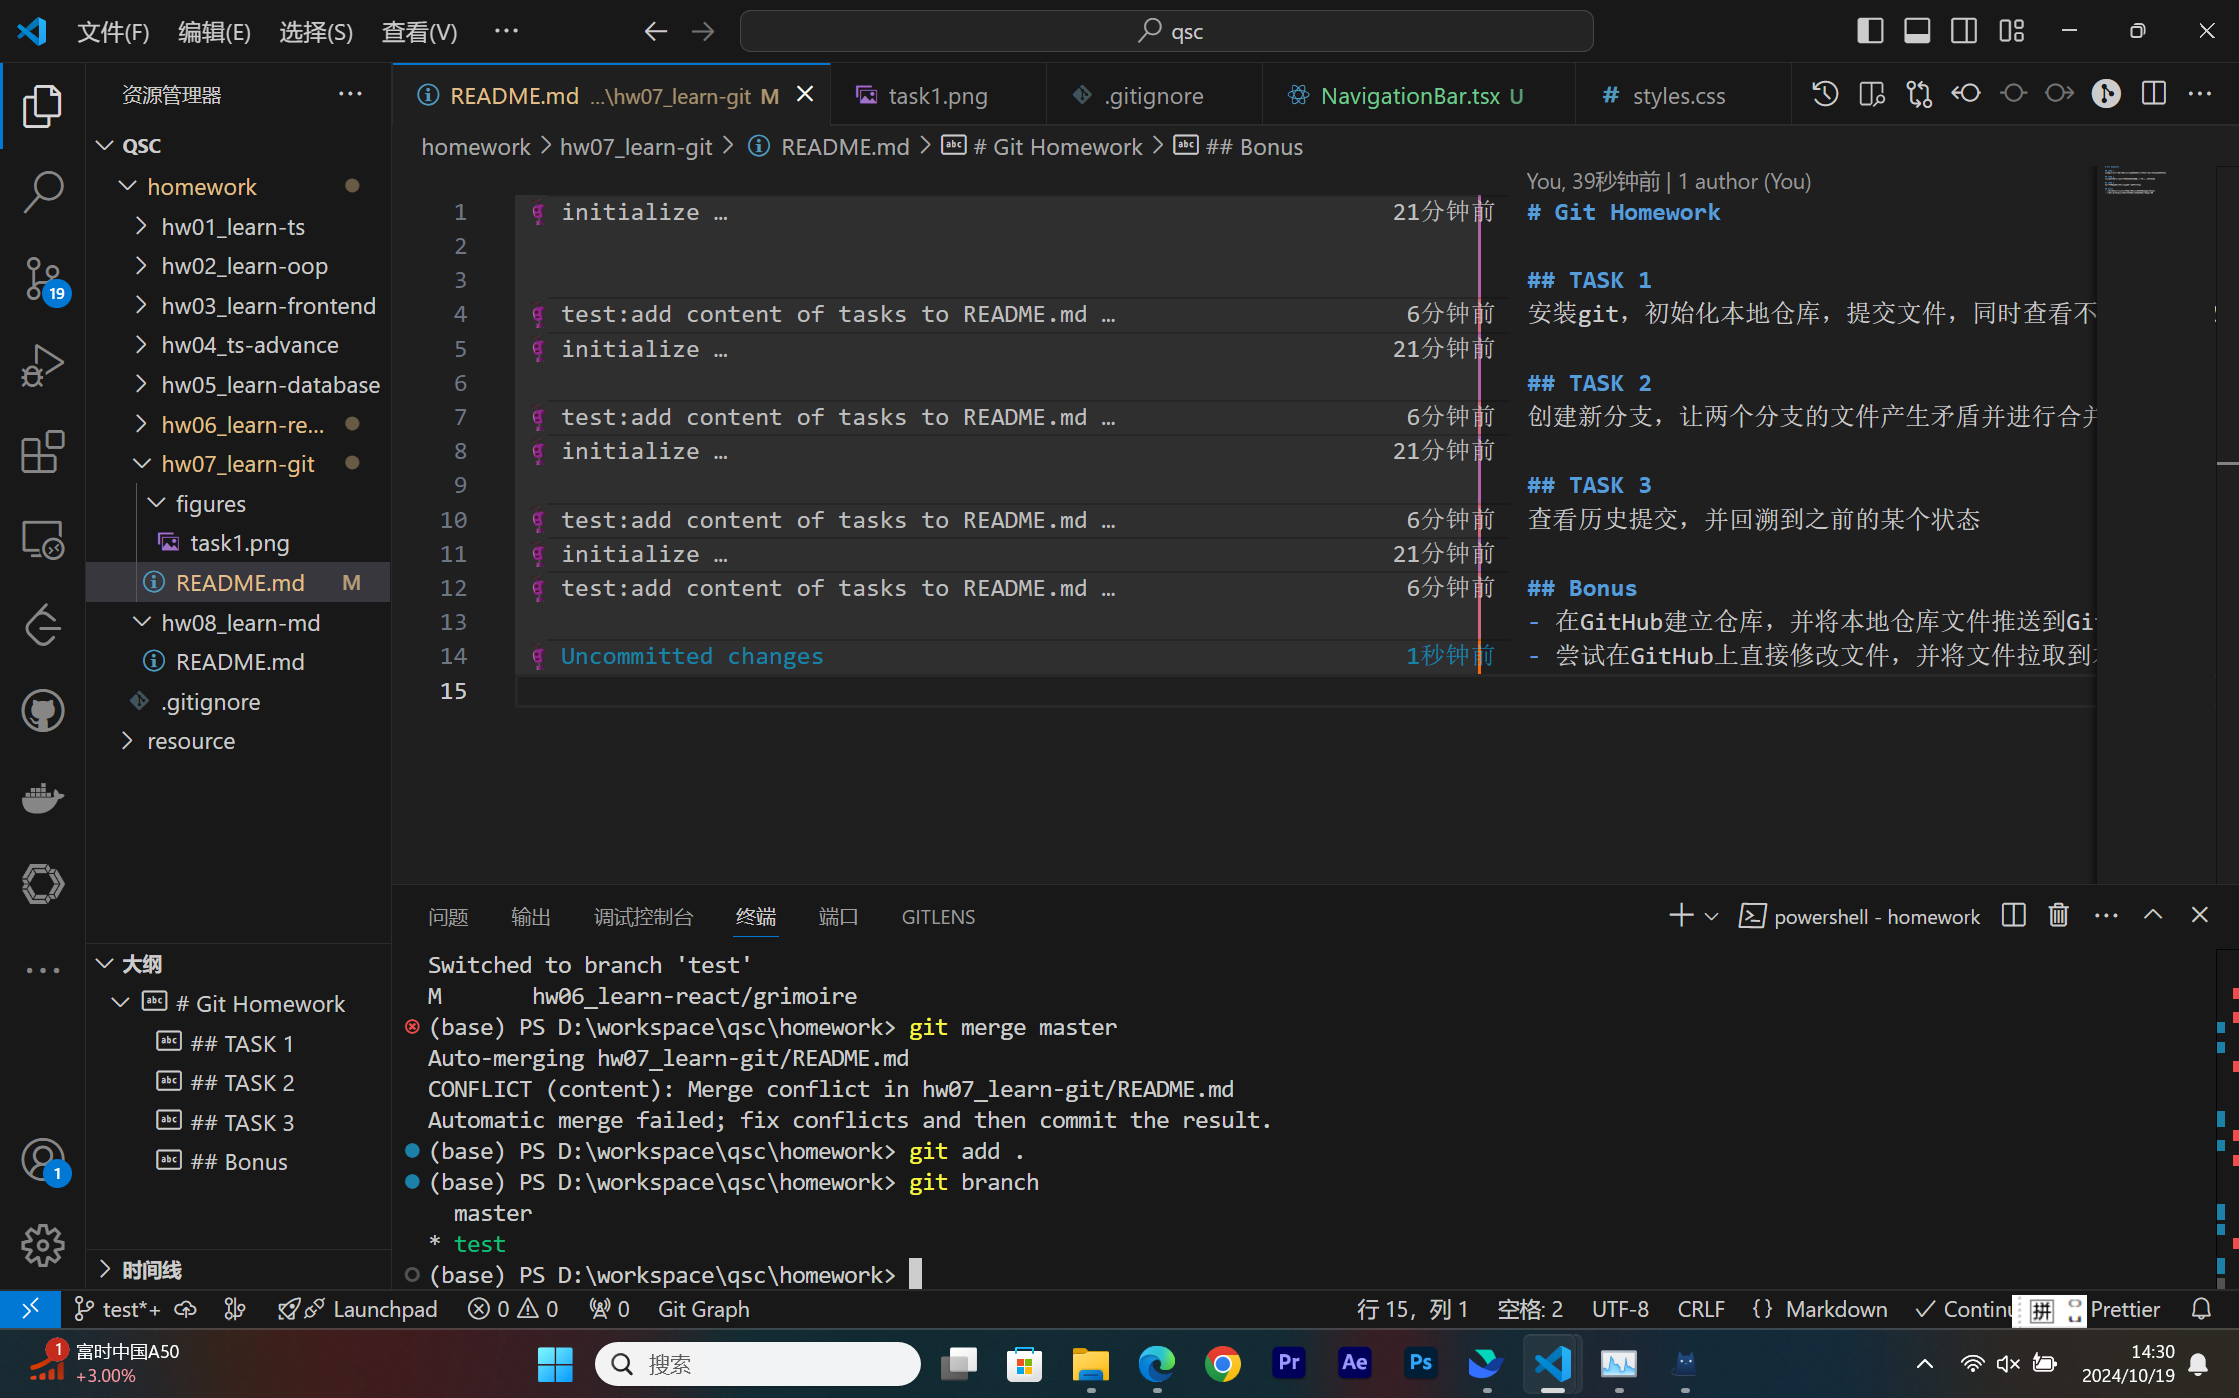 文件(F) 编辑(E) 选择(S) 查看(V) ··· qsc
资源管理器 ···
QSC
homework
hw01_learn-ts
hw02_learn-oop
hw03_learn-frontend
hw04_ts-advance
hw05_learn-database
hw06_learn-re...
hw07_learn-git
figures
task1.png
README.md M
hw08_learn-md
README.md
.gitignore
resource
大纲
# Git Homework
## TASK 1
## TASK 2
## TASK 3
## Bonus
时间线
19
1
README.md ...\hw07_learn-git M task1.png .gitignore NavigationBar.tsx U # styles.css
homework > hw07_learn-git > README.md > # Git Homework > ## Bonus
You, 39秒钟前 | 1 author (You)
1 initialize … 21分钟前 # Git Homework
2
3 ## TASK 1
4 test:add content of tasks to README.md … 6分钟前 安装git，初始化本地仓库，提交文件，同时查看不
5 initialize … 21分钟前
6 ## TASK 2
7 test:add content of tasks to README.md … 6分钟前 创建新分支，让两个分支的文件产生矛盾并进行合并
8 initialize … 21分钟前
9 ## TASK 3
10 test:add content of tasks to README.md … 6分钟前 查看历史提交，并回溯到之前的某个状态
11 initialize … 21分钟前
12 test:add content of tasks to README.md … 6分钟前 ## Bonus
13 - 在GitHub建立仓库，并将本地仓库文件推送到Gi
14 Uncommitted changes 1秒钟前 - 尝试在GitHub上直接修改文件，并将文件拉取到
15
问题 输出 调试控制台 终端 端口 GITLENS powershell - homework
Switched to branch 'test'
M hw06_learn-react/grimoire
(base) PS D:\workspace\qsc\homework> git merge master
Auto-merging hw07_learn-git/README.md
CONFLICT (content): Merge conflict in hw07_learn-git/README.md
Automatic merge failed; fix conflicts and then commit the result.
(base) PS D:\workspace\qsc\homework> git add .
(base) PS D:\workspace\qsc\homework> git branch
master
* test
(base) PS D:\workspace\qsc\homework>
test*+ Launchpad 0 0 0 Git Graph 行 15，列 1 空格: 2 UTF-8 CRLF {} Markdown Continu 拼 Prettier
1 富时中国A50
+3.00%
搜索
Pr Ae Ps
14:30
2024/10/19